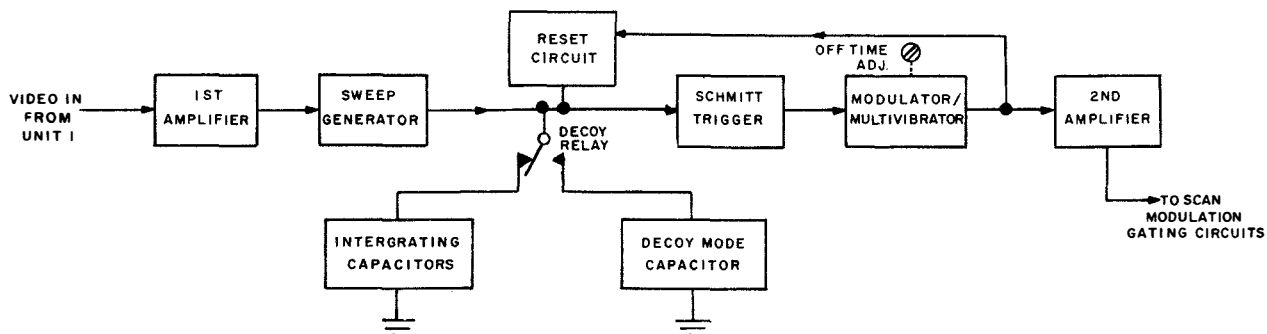 RESET
CIRCUIT
OFF TIME
ADJ.
VIDEO IN
FROM
UNIT 1
1ST
AMPLIFIER
SWEEP
GENERATOR
SCHMITT
TRIGGER
MODULATOR/
MULTIVIBRATOR
2ND
AMPLIFIER
DECOY
RELAY
TO SCAN
MODULATION
GATING CIRCUITS
INTERGRATING
CAPACITORS
DECOY MODE
CAPACITOR